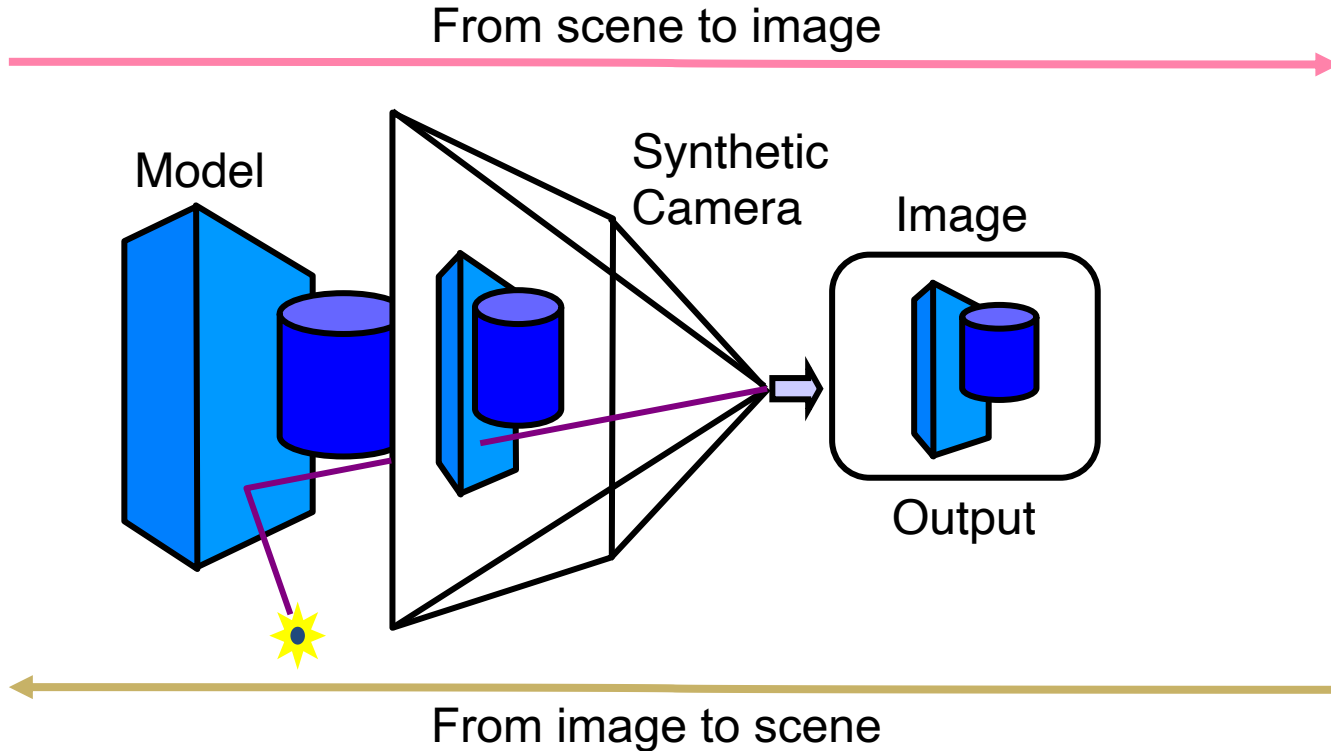 From scene to image
Model
Synthetic
Camera
Image
Output
From image to scene